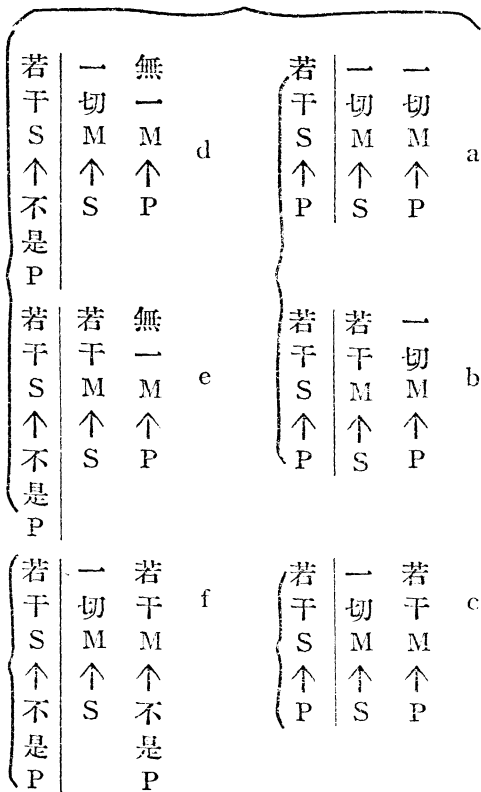 a
一切M↑P
一切M↑S
若干S↑P
b
一切M↑P
若干M↑S
若干S↑P
c
若干M↑P
一切M↑S
若干S↑P
d
無一M↑P
一切M↑S
若干S↑不是P
e
無一M↑P
若干M↑S
若干S↑不是P
f
若干M↑不是P
一切M↑S
若干S↑不是P